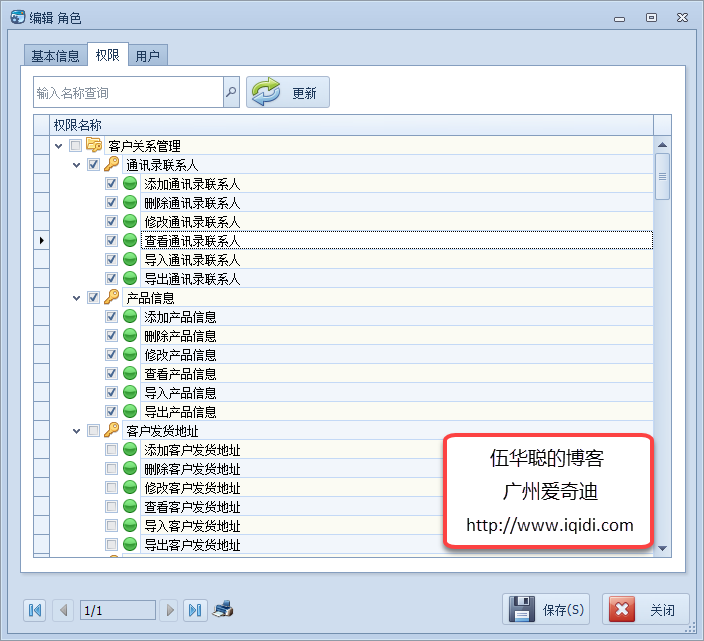 编辑 角色
基本信息 权限 用户
输入名称查询 更新
权限名称
客户关系管理
通讯录联系人
添加通讯录联系人
删除通讯录联系人
修改通讯录联系人
查看通讯录联系人
导入通讯录联系人
导出通讯录联系人
产品信息
添加产品信息
删除产品信息
修改产品信息
查看产品信息
导入产品信息
导出产品信息
客户发货地址
添加客户发货地址
删除客户发货地址
修改客户发货地址
查看客户发货地址
导入客户发货地址
导出客户发货地址
伍华聪的博客
广州爱奇迪
http://www.iqidi.com
1/1 保存(S) 关闭